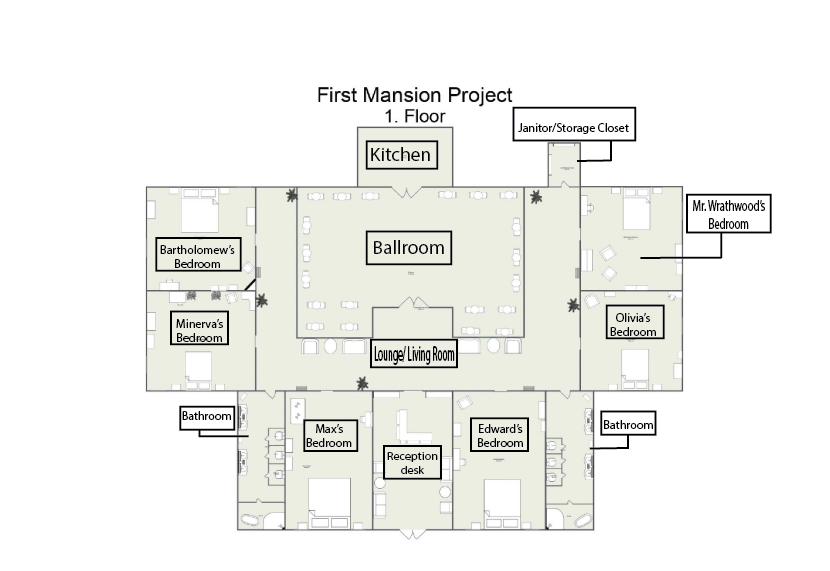 First Mansion Project
1. Floor
Janitor/Storage Closet
Kitchen
Mr. Wrathwood's
Bedroom
Ballroom
Bartholomew's
Bedroom
Minerva's
Bedroom
Olivia's
Bedroom
Lounge/ Living Room
Bathroom
Max's
Bedroom
Edward's
Bedroom
Bathroom
Reception
desk